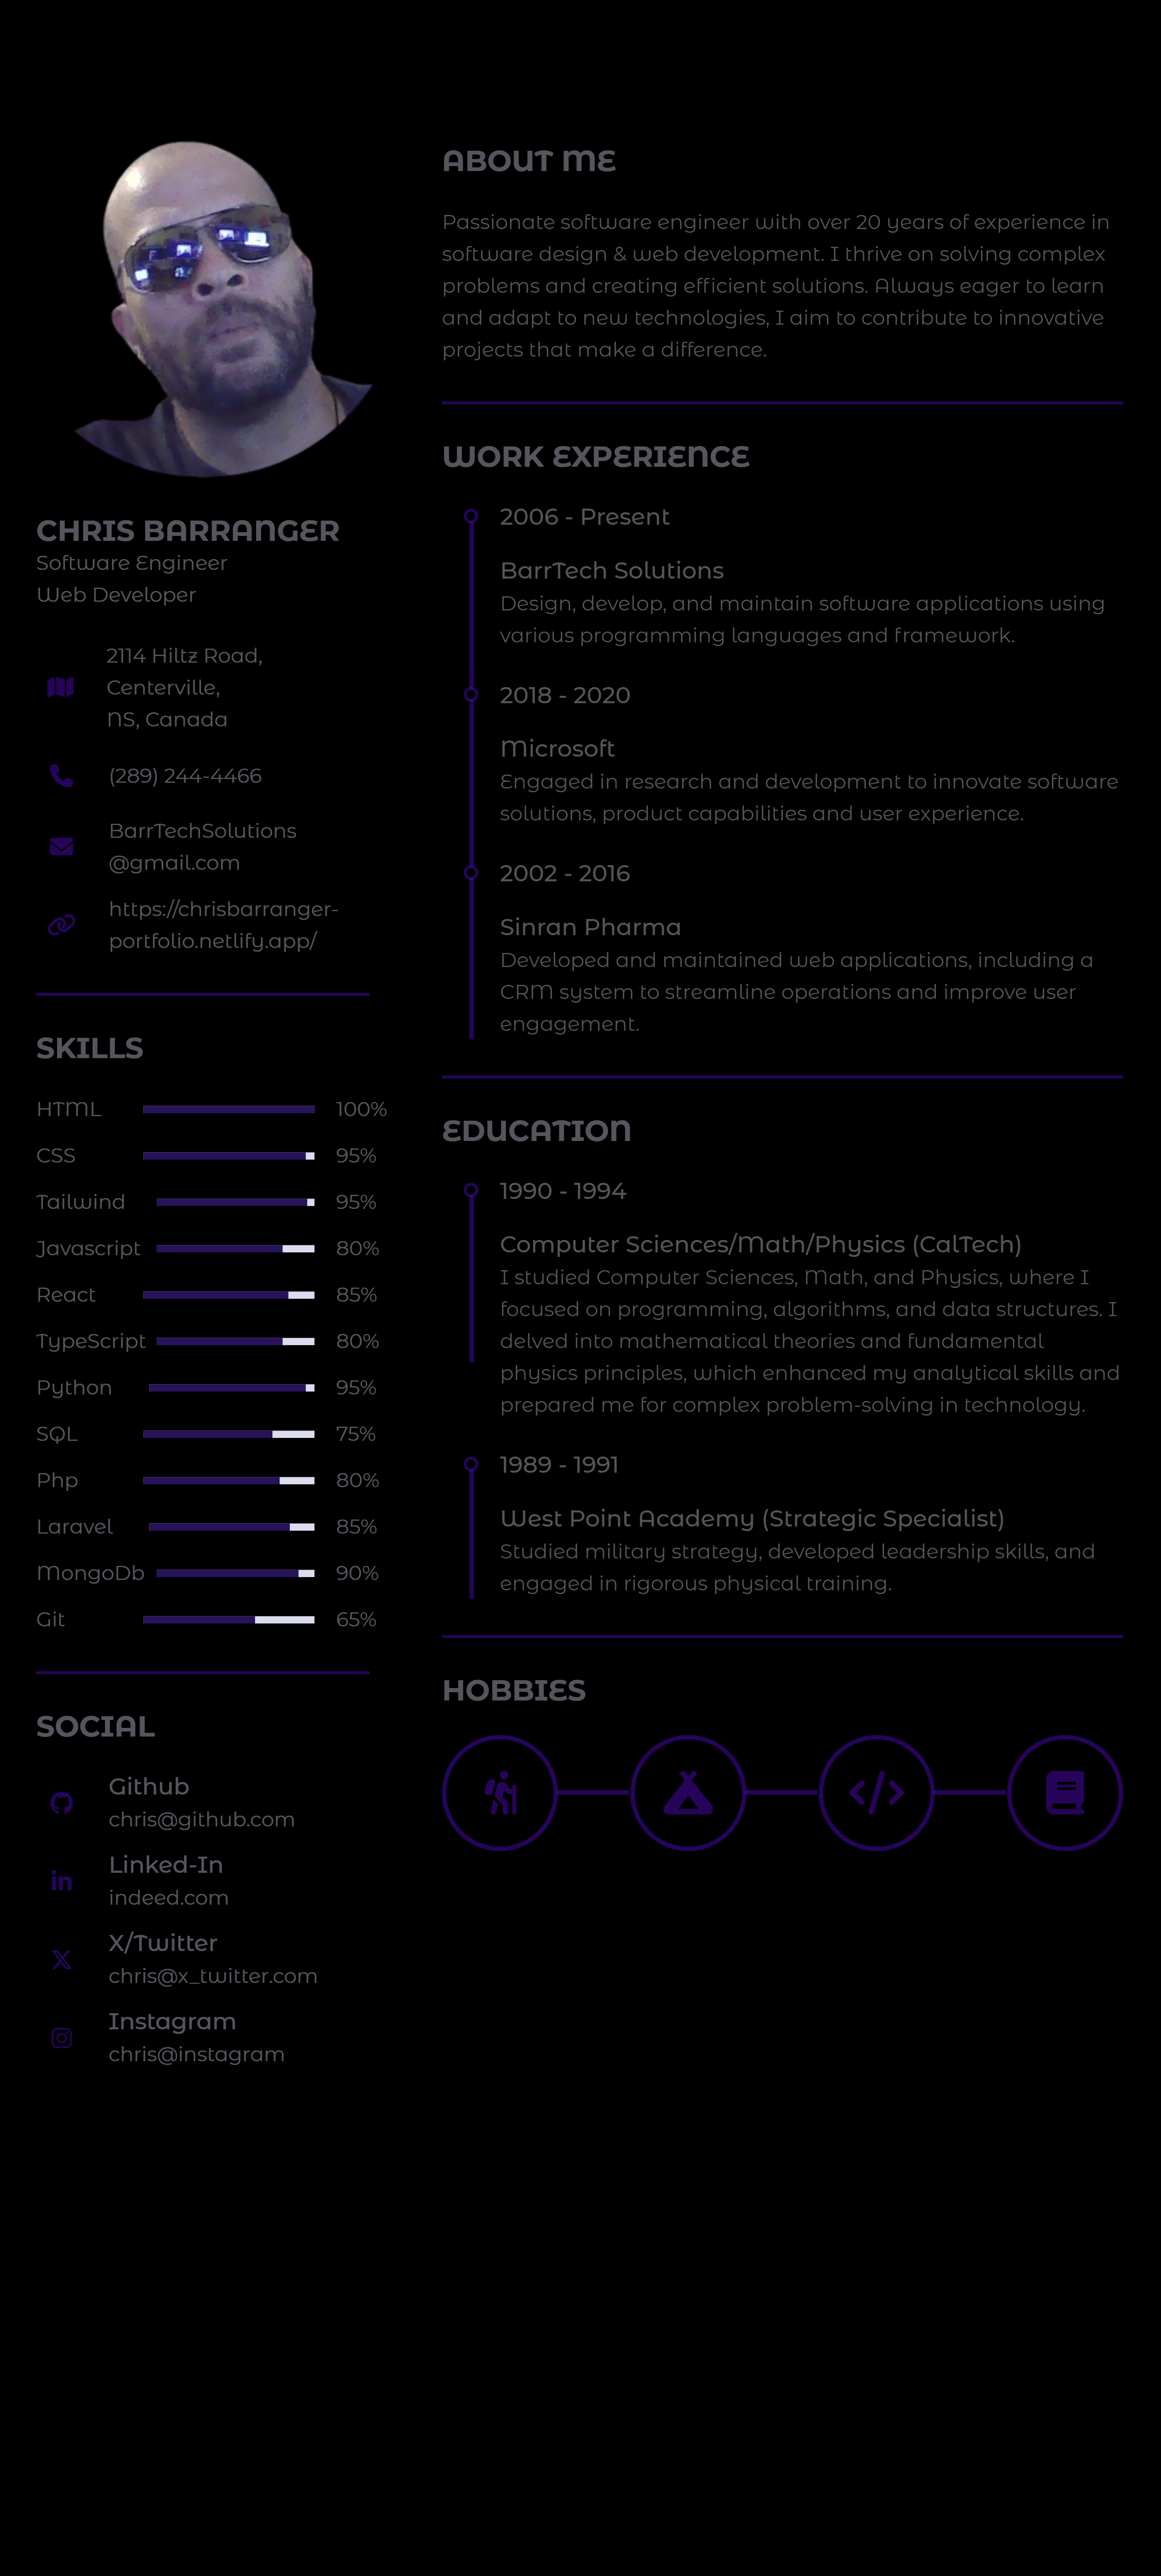 CHRIS BARRANGER
Software Engineer
Web Developer
2114 Hiltz Road,
Centerville,
NS, Canada
(289) 244-4466
BarrTechSolutions
@gmail.com
https://chrisbarranger-
portfolio.netlify.app/
SKILLS
HTML 100%
CSS 95%
Tailwind 95%
Javascript 80%
React 85%
TypeScript 80%
Python 95%
SQL 75%
Php 80%
Laravel 85%
MongoDb 90%
Git 65%
SOCIAL
Github
chris@github.com
Linked-In
indeed.com
X/Twitter
chris@x_twitter.com
Instagram
chris@instagram
ABOUT ME
Passionate software engineer with over 20 years of experience in
software design & web development. I thrive on solving complex
problems and creating efficient solutions. Always eager to learn
and adapt to new technologies, I aim to contribute to innovative
projects that make a difference.
WORK EXPERIENCE
2006 - Present
BarrTech Solutions
Design, develop, and maintain software applications using
various programming languages and framework.
2018 - 2020
Microsoft
Engaged in research and development to innovate software
solutions, product capabilities and user experience.
2002 - 2016
Sinran Pharma
Developed and maintained web applications, including a
CRM system to streamline operations and improve user
engagement.
EDUCATION
1990 - 1994
Computer Sciences/Math/Physics (CalTech)
I studied Computer Sciences, Math, and Physics, where I
focused on programming, algorithms, and data structures. I
delved into mathematical theories and fundamental
physics principles, which enhanced my analytical skills and
prepared me for complex problem-solving in technology.
1989 - 1991
West Point Academy (Strategic Specialist)
Studied military strategy, developed leadership skills, and
engaged in rigorous physical training.
HOBBIES